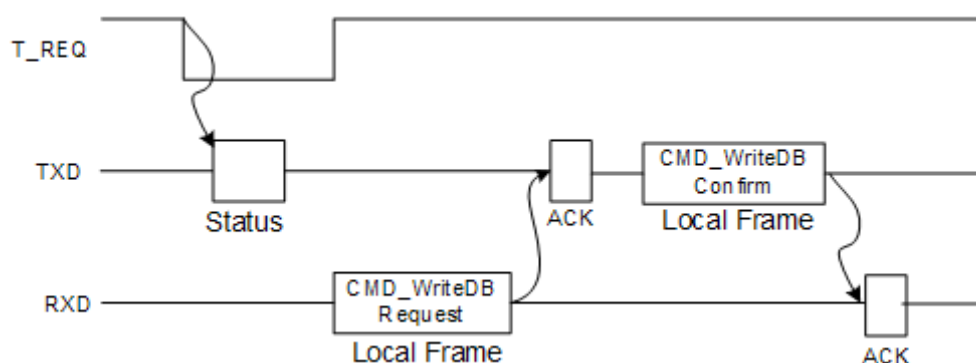 T_REQ
TXD
Status
ACK
CMD_WriteDB
Confirm
Local Frame
RXD
CMD_WriteDB
Request
Local Frame
ACK